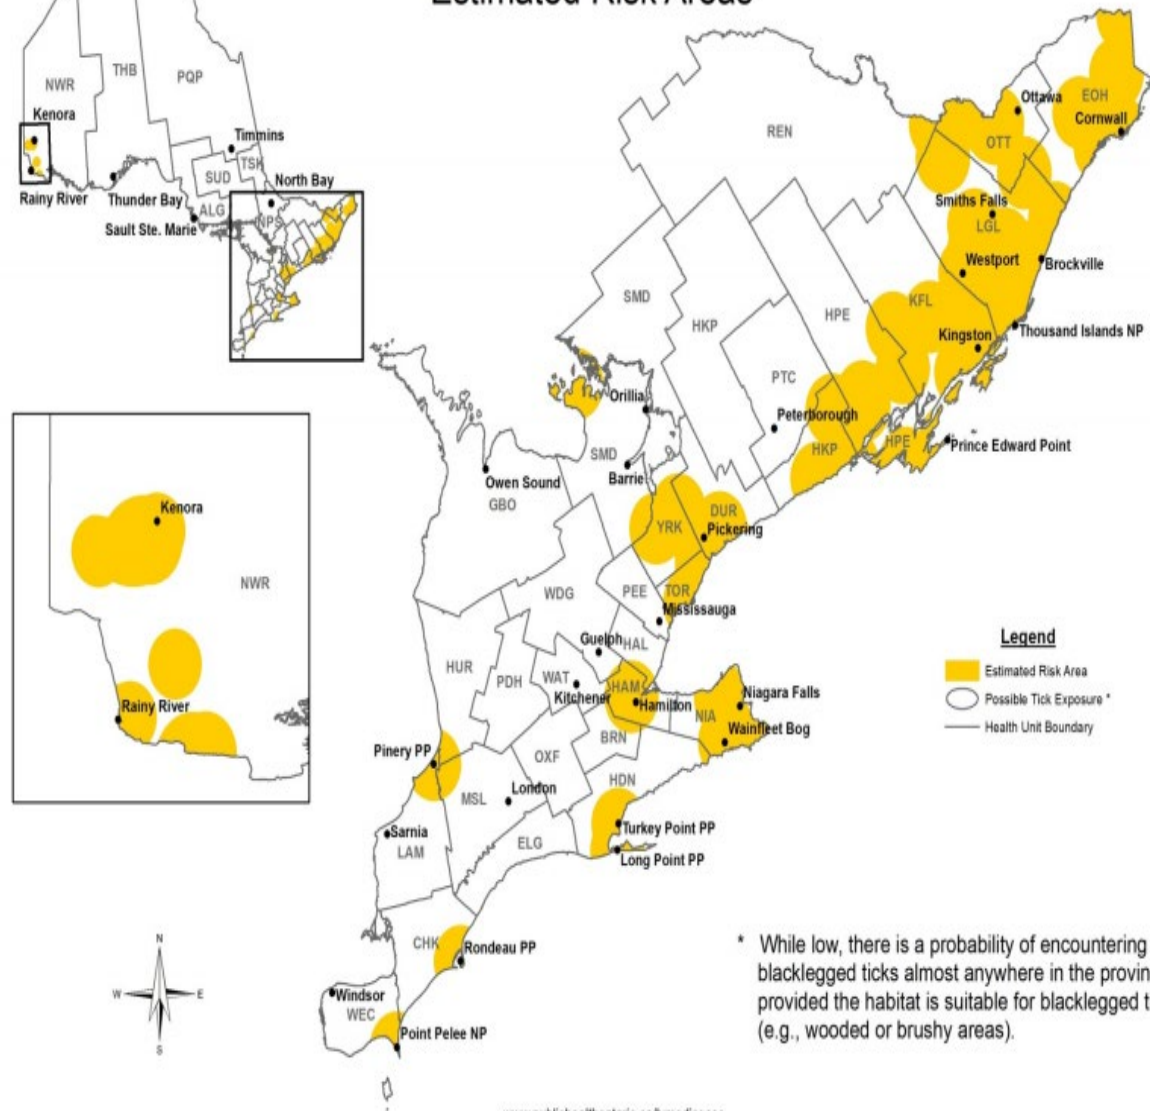 Estimated Risk Areas
NWR
THB
PQP
Kenora
Timmins
TSK
SUD
North Bay
Rainy River
Thunder Bay
ALG
NPS
Sault Ste. Marie
REN
Ottawa
EOH
Cornwall
OTT
Smiths Falls
LGL
Westport
Brockville
SMD
HKP
HPE
KFL
Kingston
Thousand Islands NP
PTC
Orillia
Peterborough
HKP
HPE
Prince Edward Point
SMD
Barrie
Owen Sound
GBO
DUR
YRK
Pickering
WDG
PEE
TOR
Mississauga
Guelph
HAL
HUR
PDH
WAT
Kitchener
HAM
Hamilton
NIA
Niagara Falls
Wainfleet Bog
BRN
Pinery PP
OXF
HDN
MSL
London
Turkey Point PP
Sarnia
LAM
ELG
Long Point PP
CHK
Rondeau PP
Windsor
WEC
Point Pelee NP
Kenora
NWR
Rainy River
Legend
Estimated Risk Area
Possible Tick Exposure *
Health Unit Boundary
N
W E
S
* While low, there is a probability of encountering
blacklegged ticks almost anywhere in the provin
provided the habitat is suitable for blacklegged t
(e.g., wooded or brushy areas).